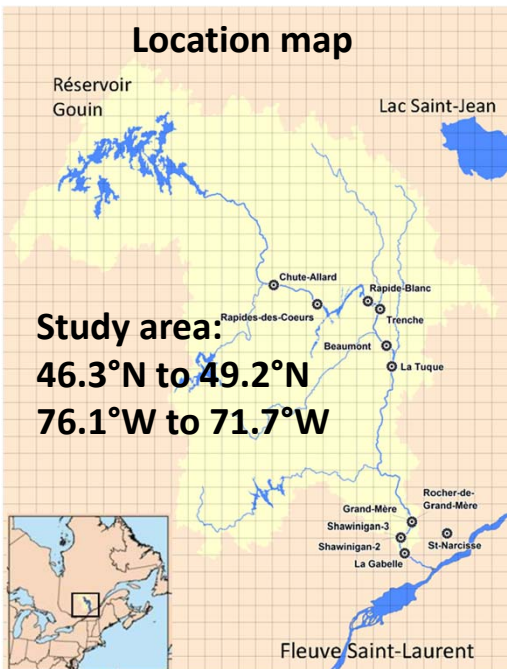 Location map
Réservoir
Gouin
Lac Saint-Jean
Chute-Allard
Rapide-Blanc
Rapides-des-Coeurs
Trenche
Study area:
46.3°N to 49.2°N
76.1°W to 71.7°W
Beaumont
La Tuque
Rocher-de-
Grand-Mère
Grand-Mère
Shawinigan-3
Shawinigan-2
St-Narcisse
La Gabelle
Fleuve Saint-Laurent